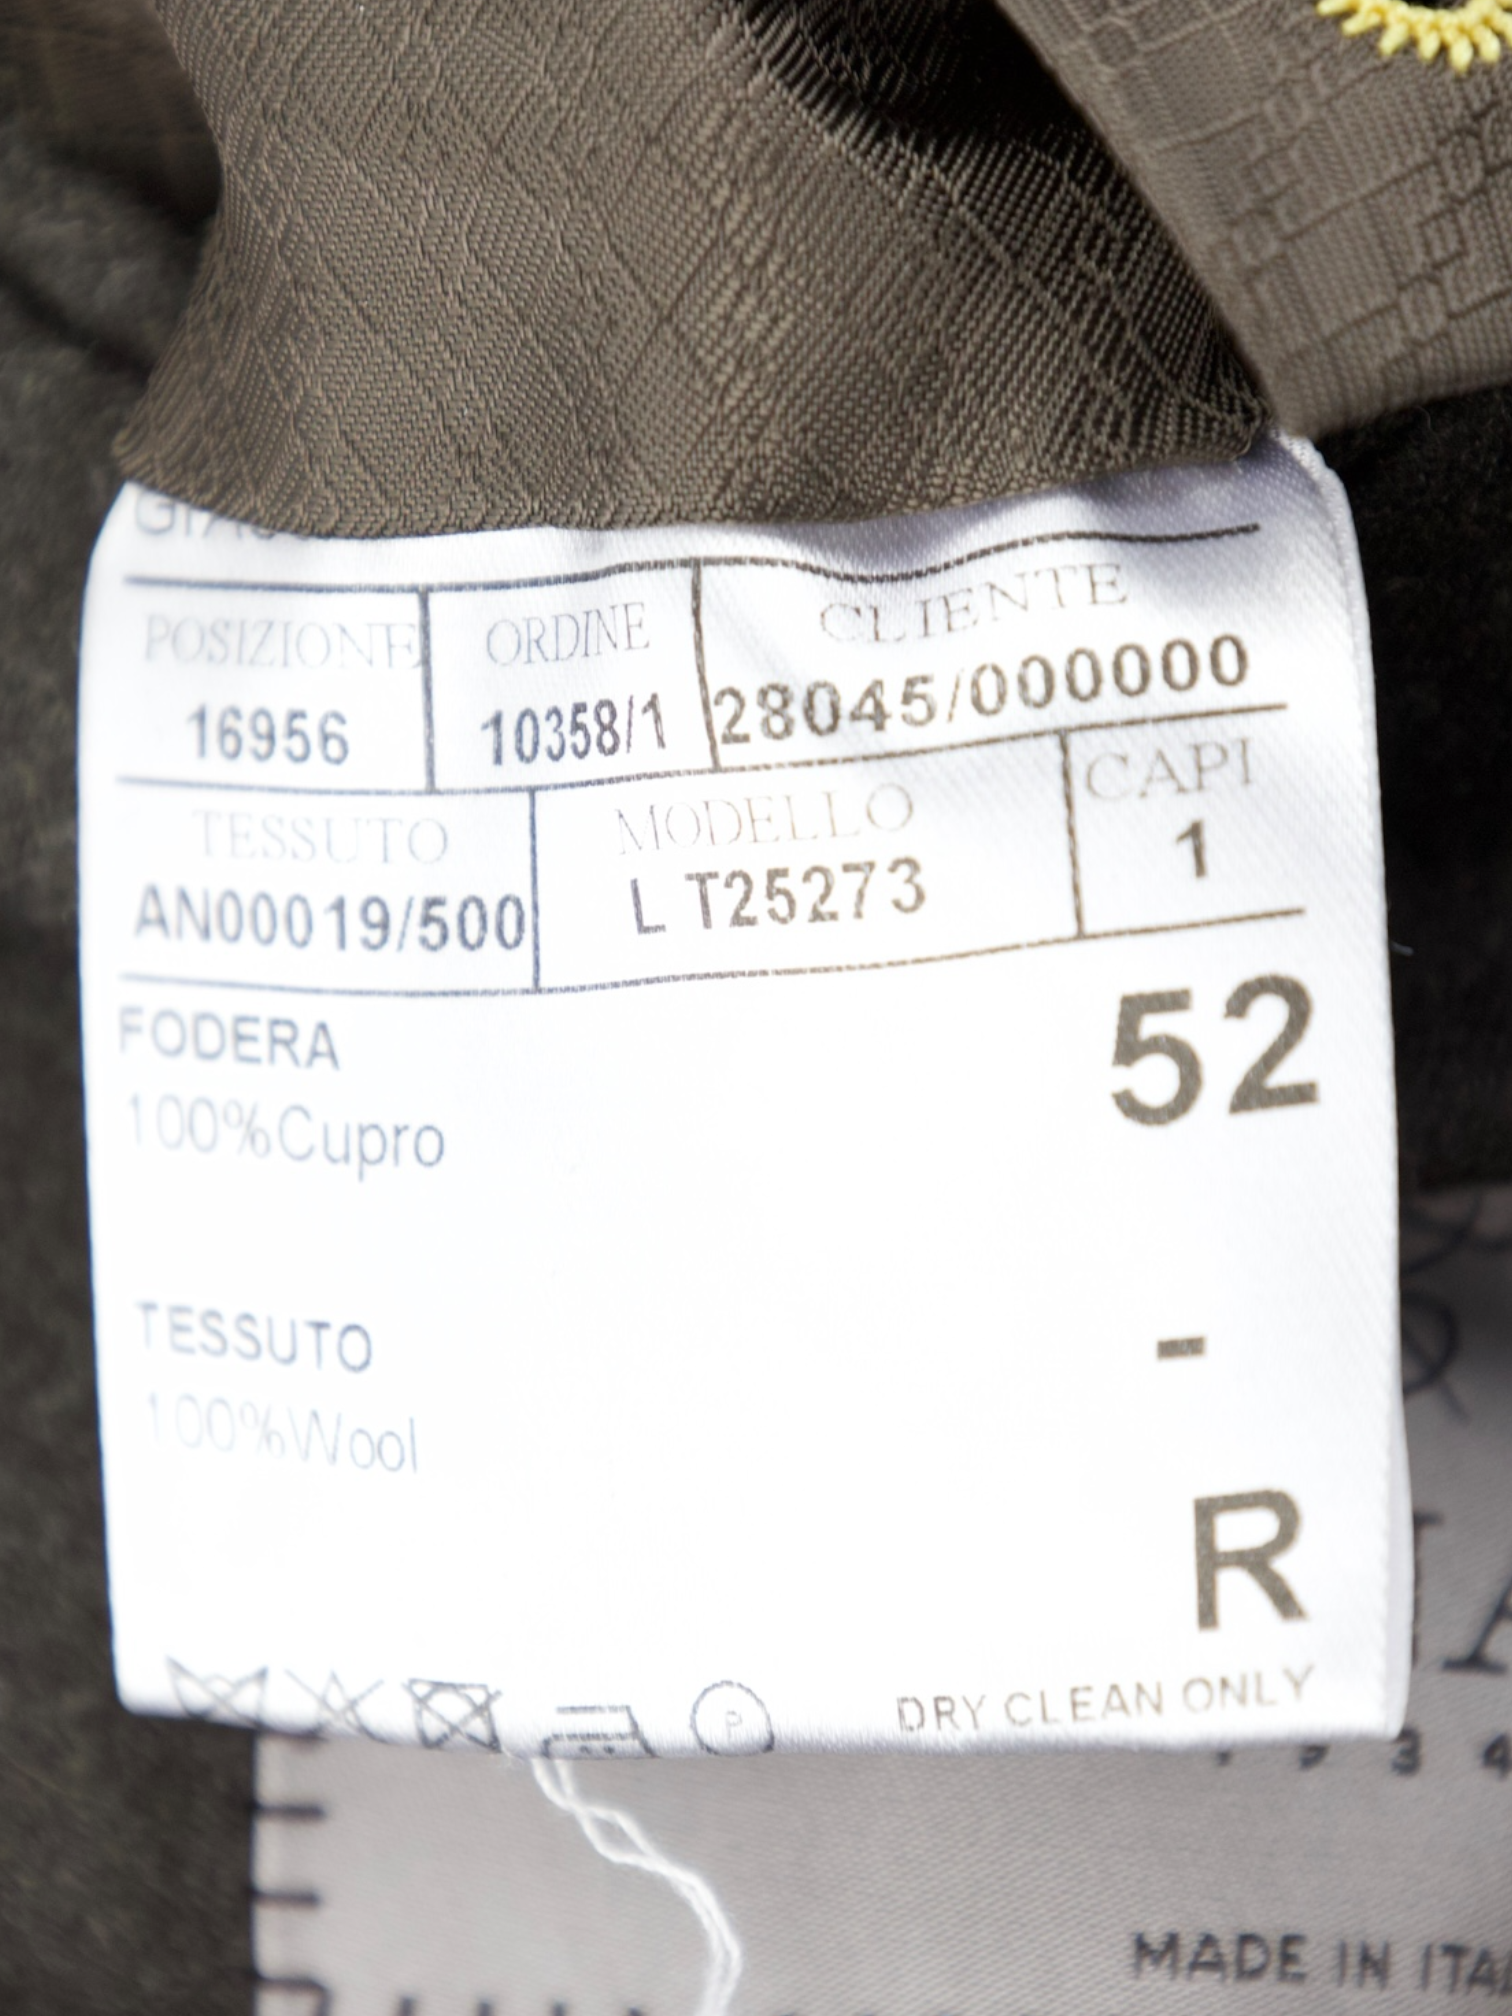 POSIZIONE ORDINE CLIENTE
16956 10358/1 28045/000000
TESSUTO MODELLO CAPI
AN00019/500 L T25273 1
FODERA
100%Cupro
52
TESSUTO
100%Wool
-
R
P
DRY CLEAN ONLY
MADE IN